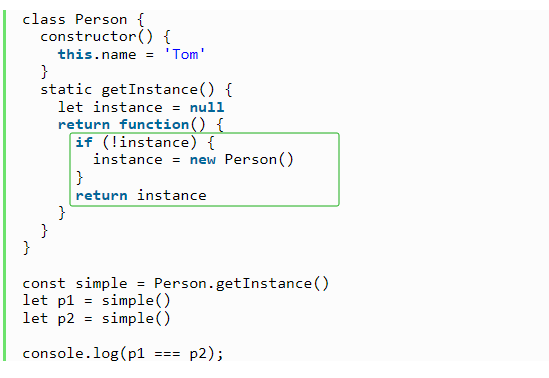 class Person {
  constructor() {
    this.name = 'Tom'
  }
  static getInstance() {
    let instance = null
    return function() {
      if (!instance) {
        instance = new Person()
      }
      return instance
    }
  }
}

const simple = Person.getInstance()
let p1 = simple()
let p2 = simple()

console.log(p1 === p2);